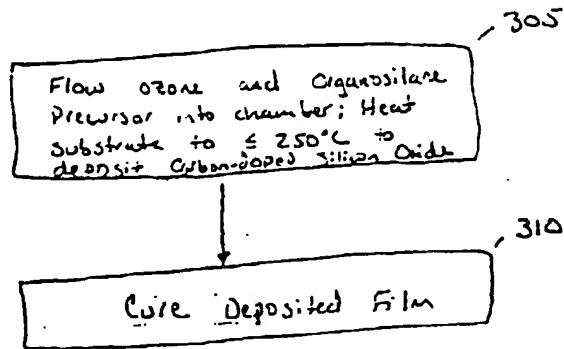 305
Flow ozone and Organosilane
Precursor into chamber; Heat
substrate to ≤ 250°C to
deposit Carbon-doped Silicon Oxide
310
Cure Deposited Film